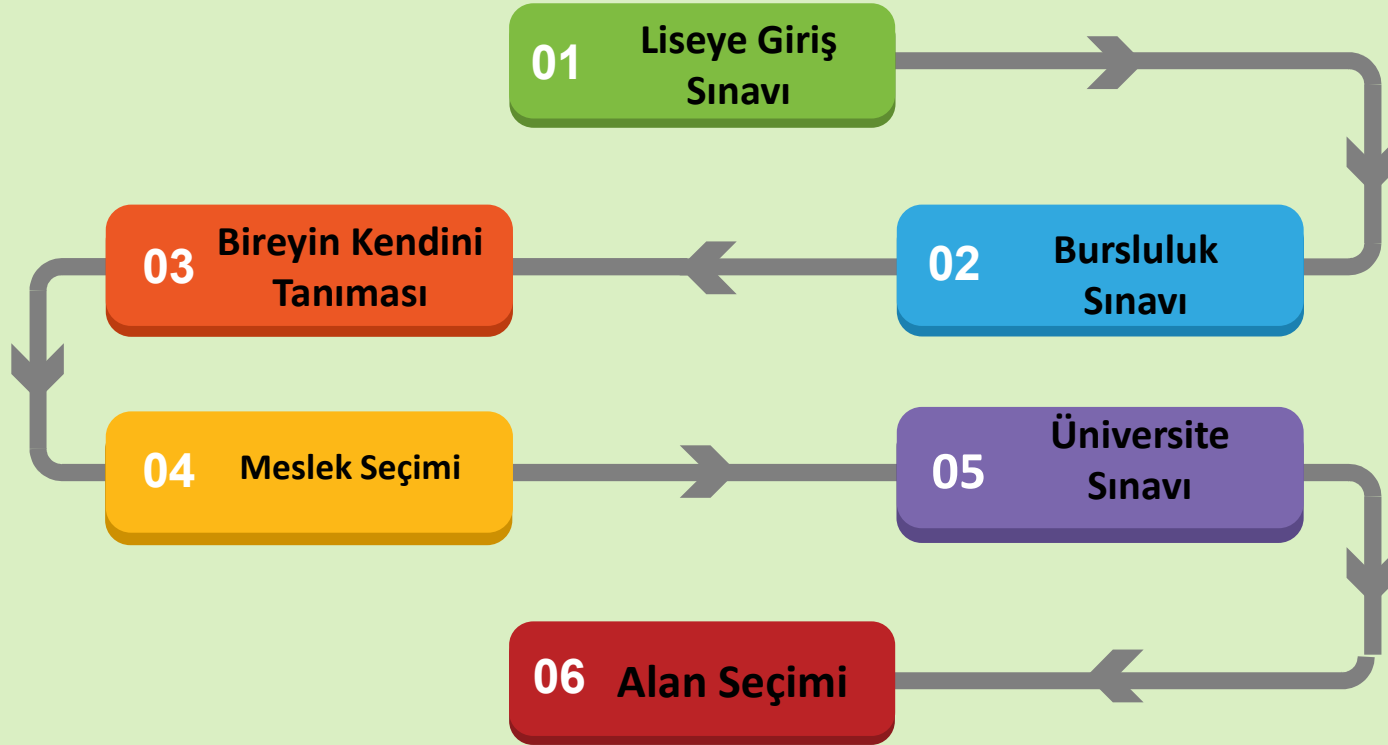 01
Liseye Giriş
Sınavı
02
Bursluluk
Sınavı
03
Bireyin Kendini
Tanıması
04
Meslek Seçimi
05
Üniversite
Sınavı
06
Alan Seçimi